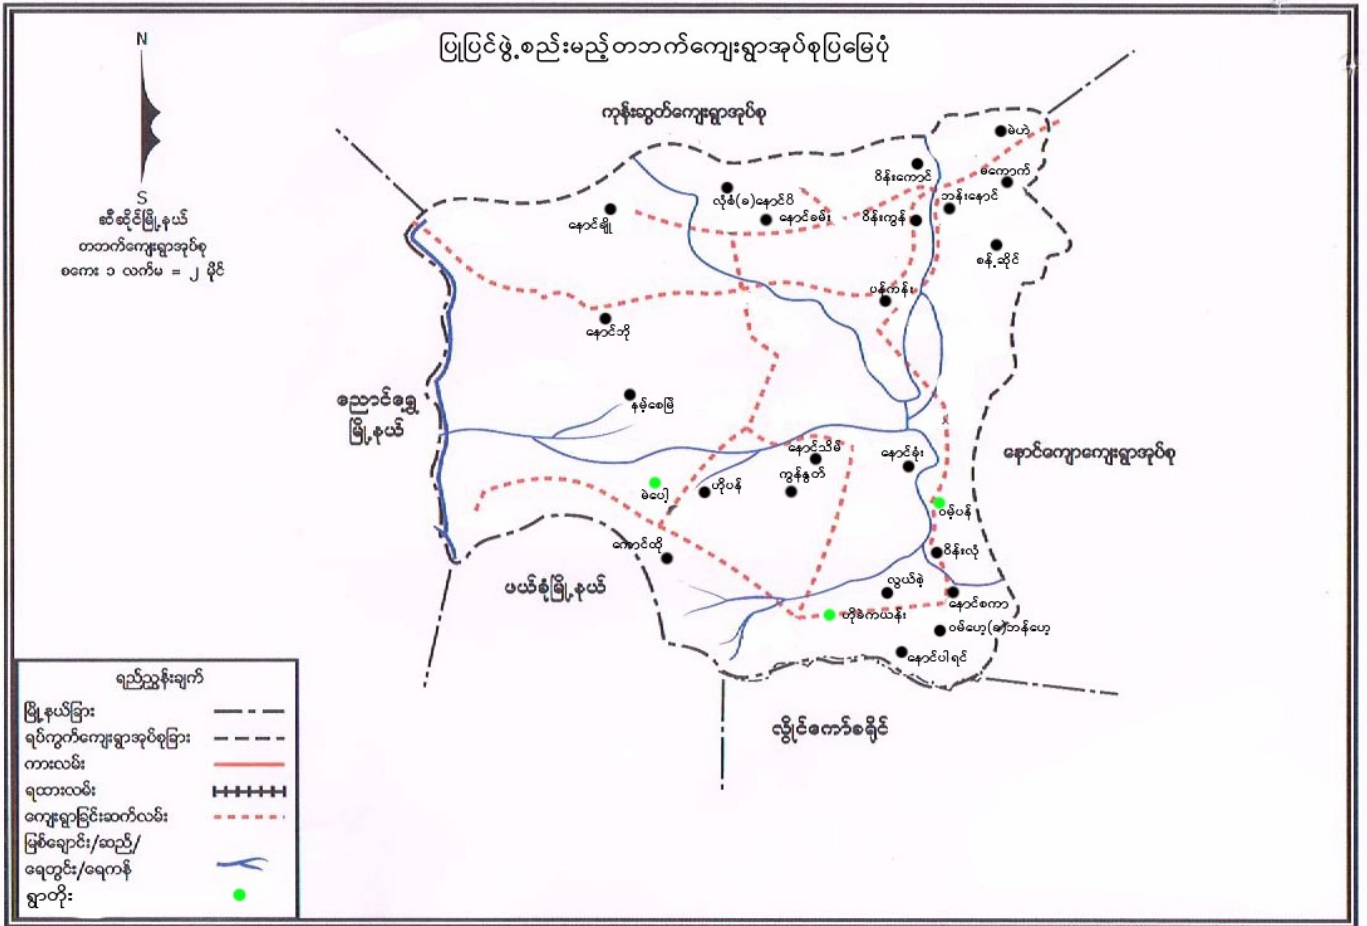 ပြုပြင်ဖွဲ့စည်းမည့်တဘက်ကျေးရွာအုပ်စုပြမြေပုံ
N
S
ဆီဆိုင်မြို့နယ်
တဘက်ကျေးရွာအုပ်စု
စကေး ၁ လက်မ = ၂ မိုင်
ကုန်းဆွတ်ကျေးရွာအုပ်စု
မဲဟဲ
ဝိန်းကောင်
မကျောက်
လိုခံ(ခ)နောင်ပိ
ဘန်းနောင်
နောင်ချို
နောင်ခမ်း
ဝိန်းကွန်
စန့်ဆိုင်
ပန်ကန်း
နောင်ဘို
ညောင်ရွှေ
မြို့နယ်
နမ့်စေမြဲ
နောင်သိမ်
နောင်ခုံး
နောင်ကျောကျေးရွာအုပ်စု
ကွန်နွတ်
မဲပေါ့
ဟိုပန်
ဝမ့်ပန်
ကောင်ထို
ဝိန်းလုံ
ဖယ်ခုံမြို့နယ်
လွယ်ခဲ့
နောင်စကာ
ဟိုခဲကယန်း
ဝမ်ဟေ့(ခ)ဘန်ဟေ့
နောင်ပါရင်
လွိုင်ကော်ခရိုင်
ရည်ညွှန်းချက်
မြို့နယ်ခြား
ရပ်ကွက်ကျေးရွာအုပ်စုခြား
ကားလမ်း
ရထားလမ်း
ကျေးရွာခြင်းဆက်လမ်း
မြစ်ချောင်း/ဆည်/
ရေတွင်း/ရေကန်
ရွာတိုး